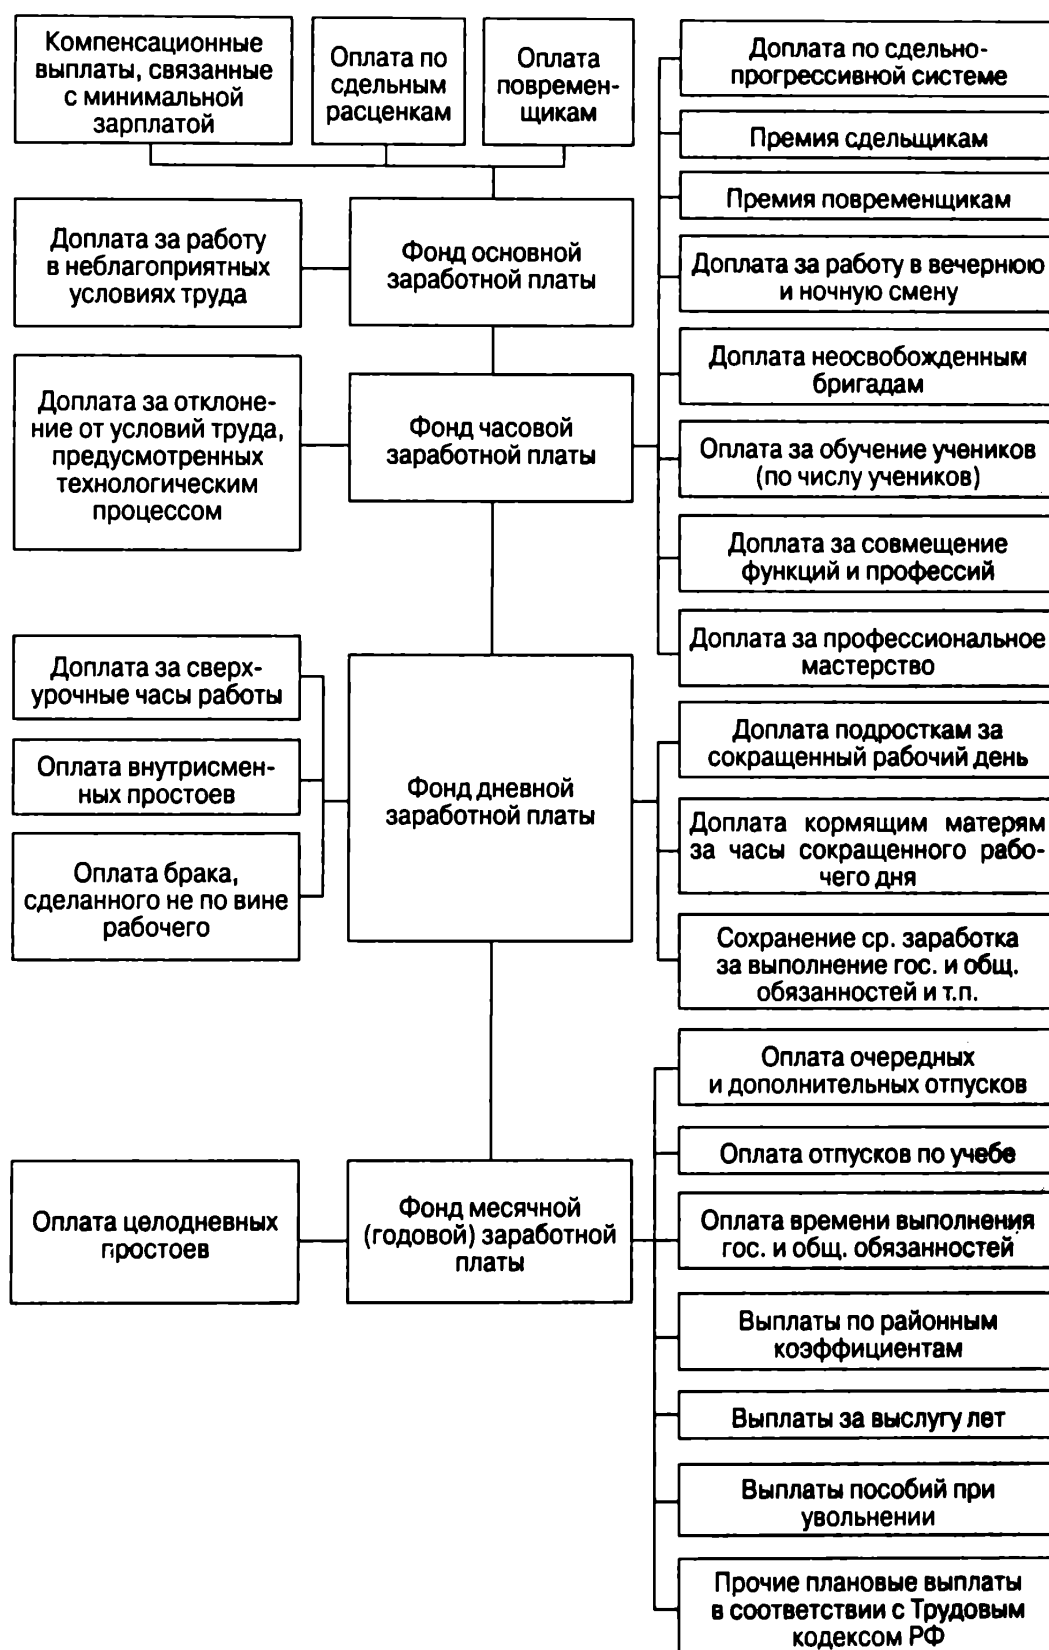 Компенсационные
выплаты, связанные
с минимальной
зарплатой
Оплата по
сдельным
расценкам
Оплата
повремен-
щикам
Доплата по сдельно-
прогрессивной системе
Премия сдельщикам
Премия повременщикам
Доплата за работу
в неблагоприятных
условиях труда
Фонд основной
заработной платы
Доплата за работу в вечернюю
и ночную смену
Доплата неосвобожденным
бригадам
Доплата за отклоне-
ние от условий труда,
предусмотренных
технологическим
процессом
Фонд часовой
заработной платы
Оплата за обучение учеников
(по числу учеников)
Доплата за совмещение
функций и профессий
Доплата за профессиональное
мастерство
Доплата за сверх-
урочные часы работы
Оплата внутрисмен-
ных простоев
Оплата брака,
сделанного не по вине
рабочего
Фонд дневной
заработной платы
Доплата подросткам за
сокращенный рабочий день
Доплата кормящим матерям
за часы сокращенного рабо-
чего дня
Сохранение ср. заработка
за выполнение гос. и общ.
обязанностей и т.п.
Оплата целодневных
простоев
Фонд месячной
(годовой) заработной
платы
Оплата очередных
и дополнительных отпусков
Оплата отпусков по учебе
Оплата времени выполнения
гос. и общ. обязанностей
Выплаты по районным
коэффициентам
Выплаты за выслугу лет
Выплаты пособий при
увольнении
Прочие плановые выплаты
в соответствии с Трудовым
кодексом РФ